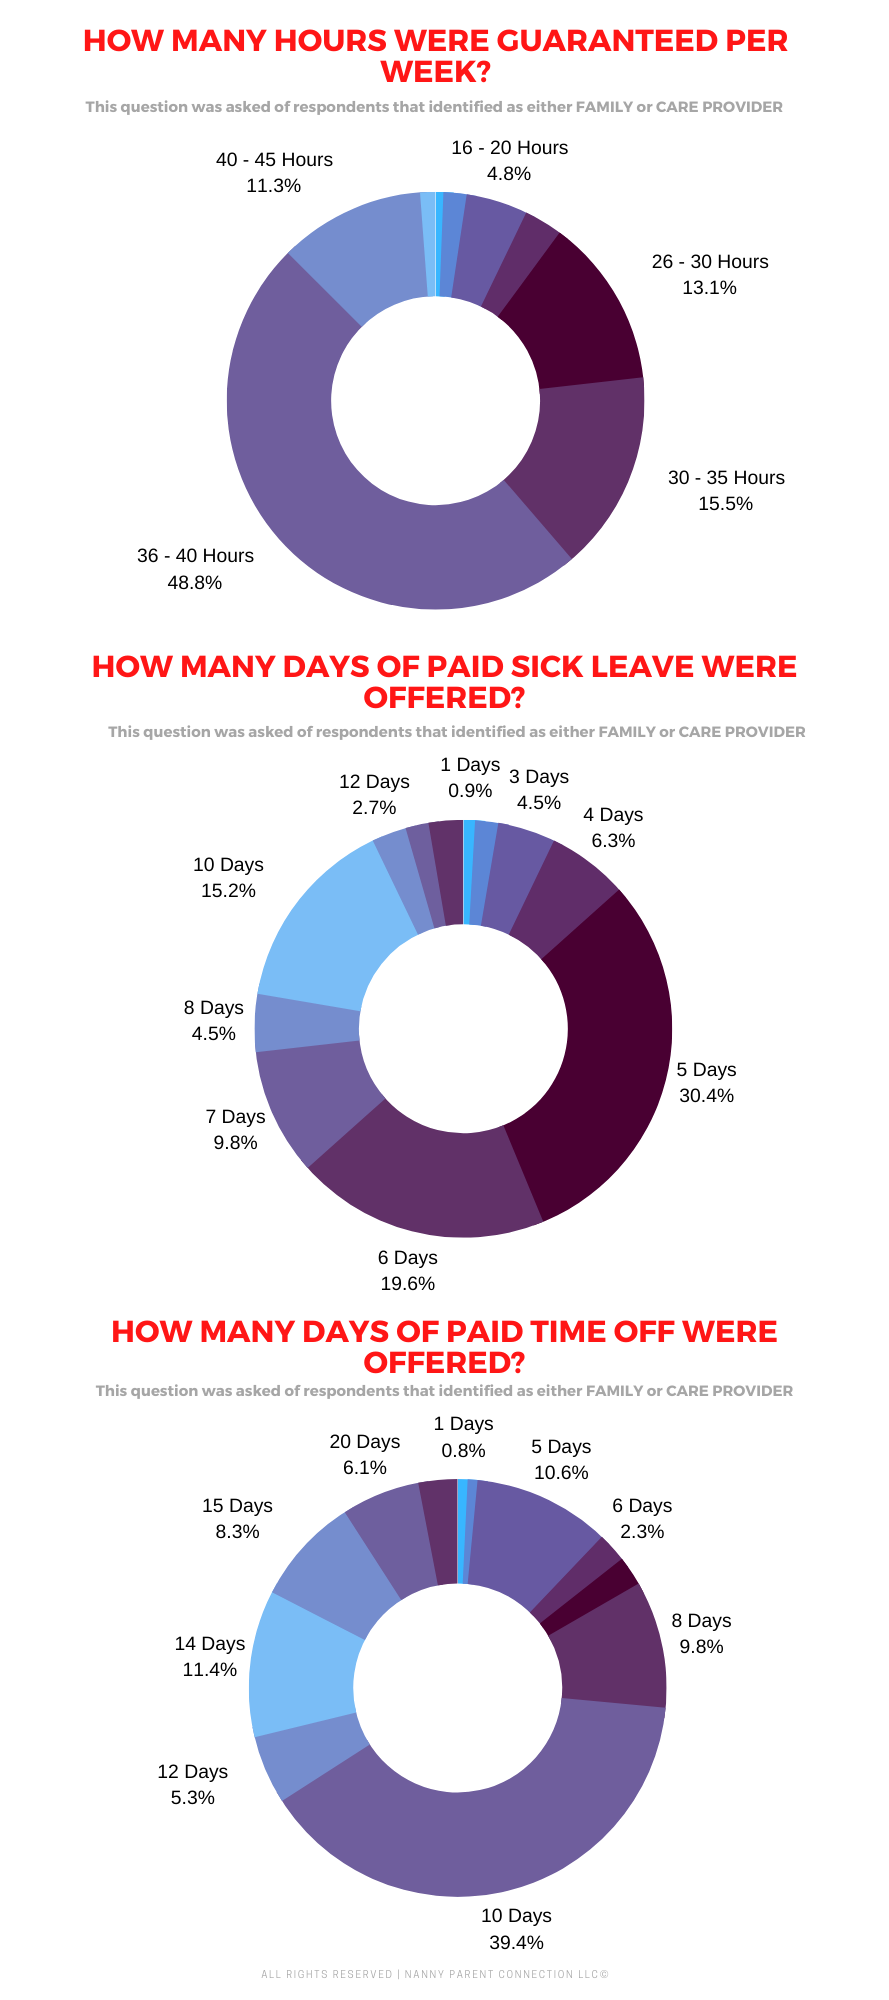 HOW MANY HOURS WERE GUARANTEED PER
WEEK?
This question was asked of respondents that identified as either FAMILY or CARE PROVIDER
40 - 45 Hours
11.3%
16 - 20 Hours
4.8%
26 - 30 Hours
13.1%
30 - 35 Hours
15.5%
36 - 40 Hours
48.8%
HOW MANY DAYS OF PAID SICK LEAVE WERE
OFFERED?
This question was asked of respondents that identified as either FAMILY or CARE PROVIDER
1 Days
0.9%
3 Days
4.5%
12 Days
2.7%
4 Days
6.3%
10 Days
15.2%
8 Days
4.5%
5 Days
30.4%
7 Days
9.8%
6 Days
19.6%
HOW MANY DAYS OF PAID TIME OFF WERE
OFFERED?
This question was asked of respondents that identified as either FAMILY or CARE PROVIDER
1 Days
0.8%
20 Days
6.1%
5 Days
10.6%
15 Days
8.3%
6 Days
2.3%
8 Days
9.8%
14 Days
11.4%
12 Days
5.3%
10 Days
39.4%
ALL RIGHTS RESERVED | NANNY PARENT CONNECTION LLC©